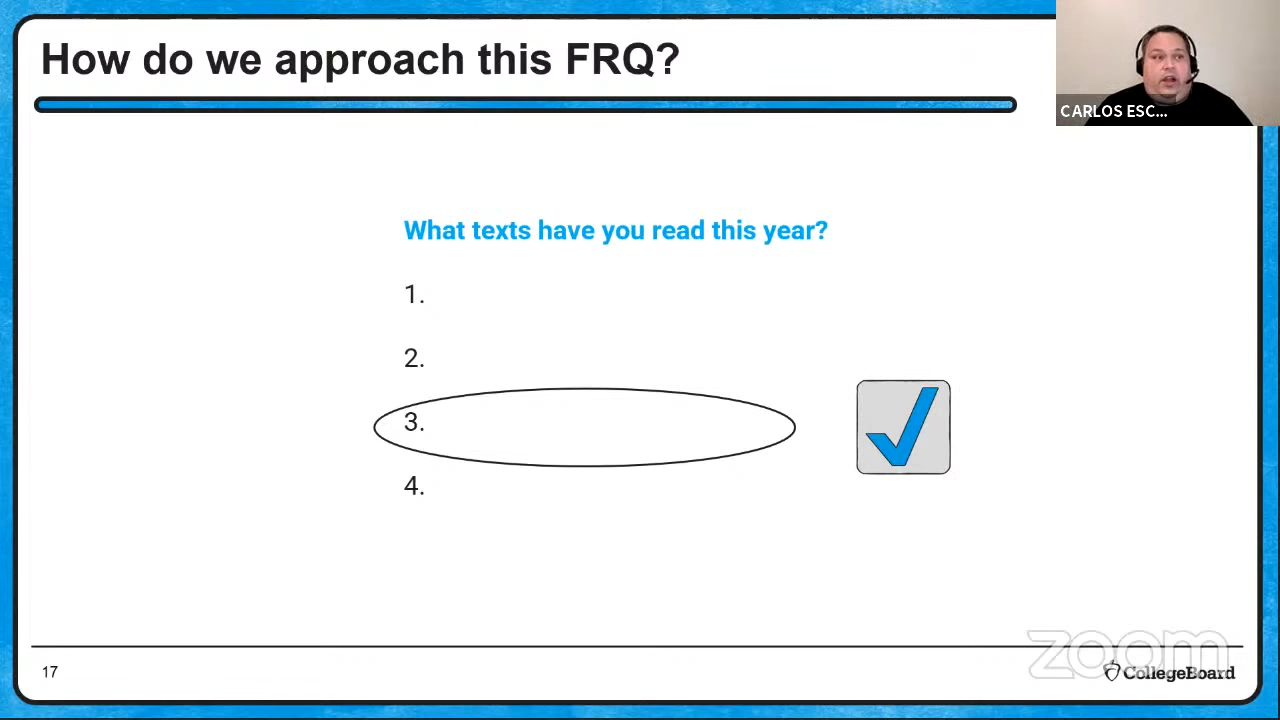 How do we approach this FRQ?
CARLOS ESC...
What texts have you read this year?
1.
2.
3.
4.
zoom
17
CollegeBoard